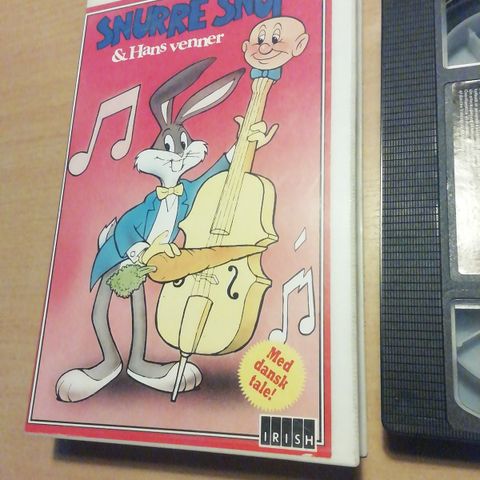 SNURRE SNUP
& Hans venner
Med
dansk
tale!
IRISH